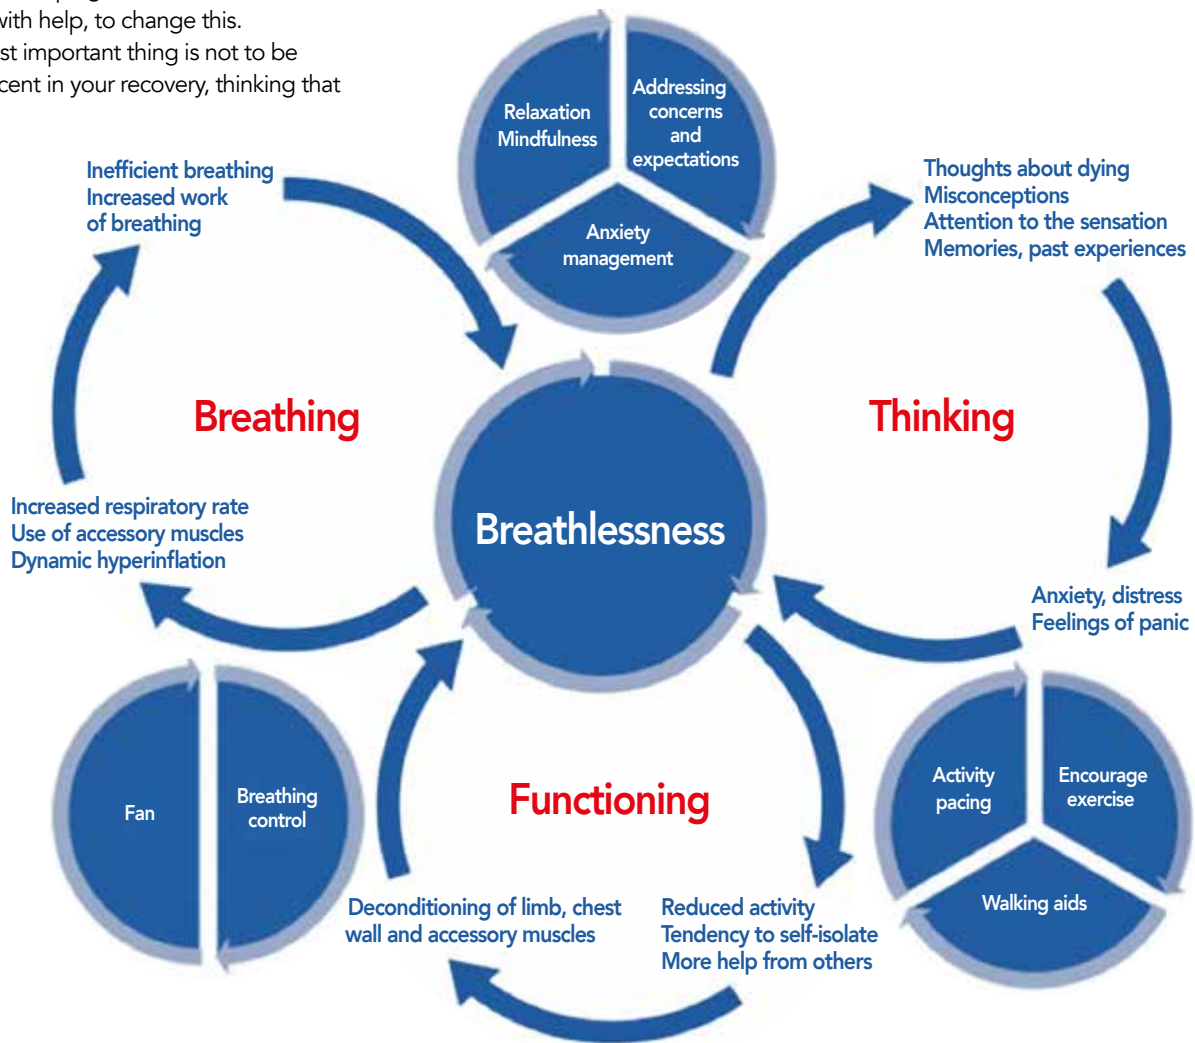 with help, to change this.
st important thing is not to be
cent in your recovery, thinking that
Relaxation
Mindfulness
Addressing
concerns
and
expectations
Anxiety
management
Inefficient breathing
Increased work
of breathing
Thoughts about dying
Misconceptions
Attention to the sensation
Memories, past experiences
Breathing
Thinking
Increased respiratory rate
Use of accessory muscles
Dynamic hyperinflation
Breathlessness
Anxiety, distress
Feelings of panic
Fan
Breathing
control
Functioning
Activity
pacing
Encourage
exercise
Walking aids
Deconditioning of limb, chest
wall and accessory muscles
Reduced activity
Tendency to self-isolate
More help from others